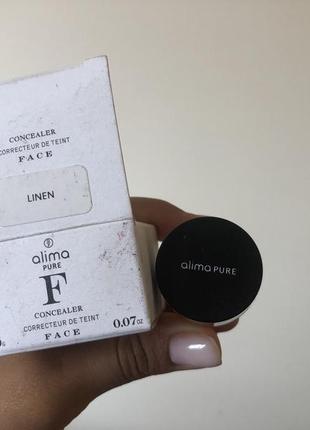 CONCEALER
CORRECTEUR DE TEINT
FACE
LINEN
alima
PURE
F
CONCEALER
CORRECTEUR DE TEINT
FACE
0.07oz
alima PURE